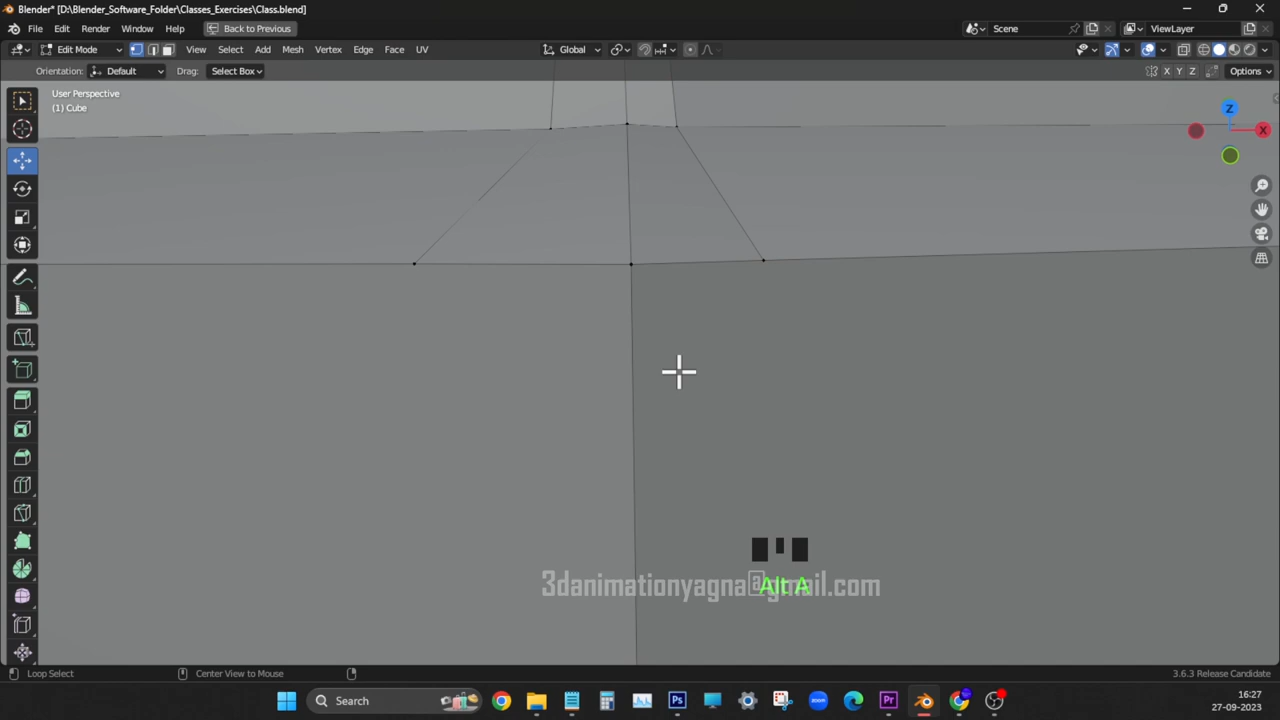 Blender* [D:\Blender_Software_Folder\Classes_Exercises\Class.blend]
File Edit Render Window Help Back to Previous Scene ViewLayer
Edit Mode View Select Add Mesh Vertex Edge Face UV Global
Orientation: Default Drag: Select Box X Y Z Options
User Perspective
(1) Cube
Z
X
3danimationyagna@gmail.com
Alt A
Loop Select Center View to Mouse 3.6.3 Release Candidate
Search zoom Ps Pr 16:27
27-09-2023